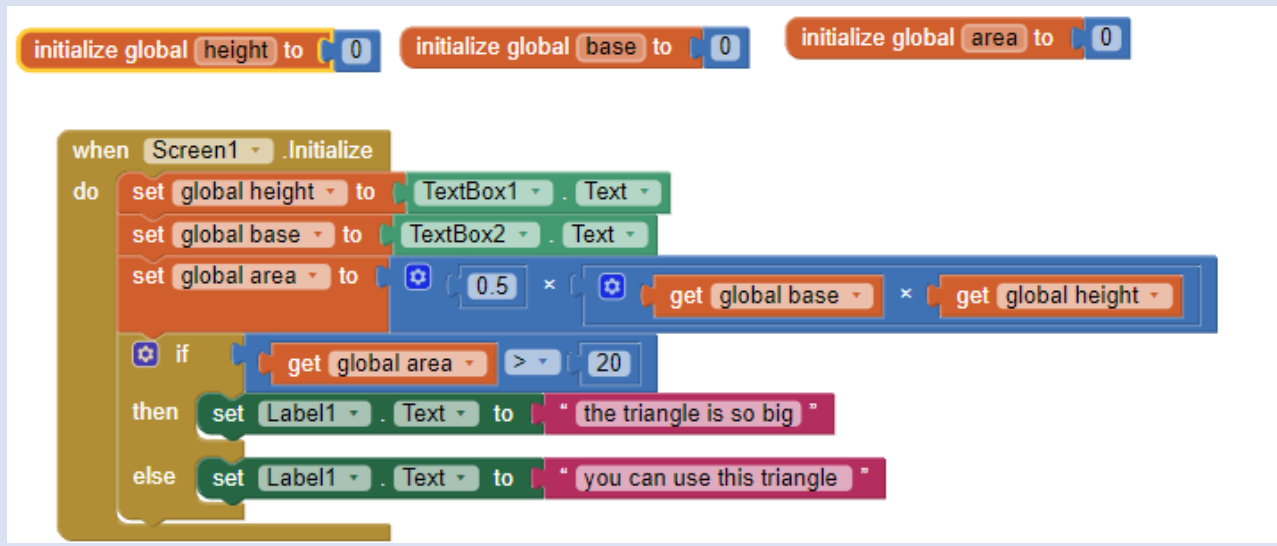 initialize global height to 0 initialize global base to 0 initialize global area to 0
when Screen1 .Initialize
do set global height to TextBox1 . Text
set global base to TextBox2 . Text
set global area to 0.5 × get global base × get global height
if get global area > 20
then set Label1 . Text to “ the triangle is so big ”
else set Label1 . Text to “ you can use this triangle ”